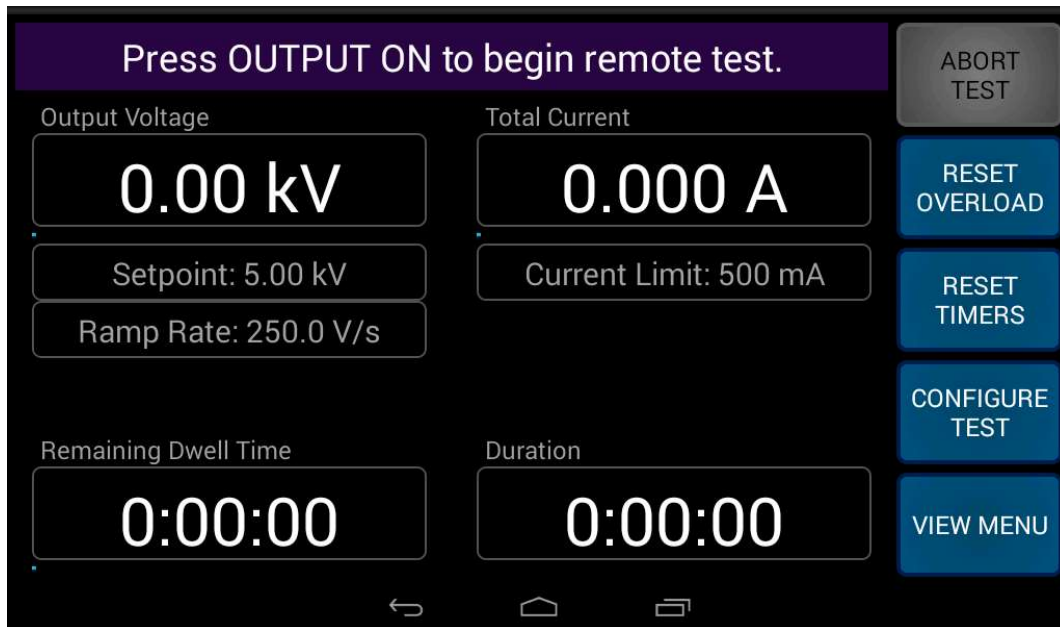 Press OUTPUT ON to begin remote test.
Output Voltage
0.00 kV
Setpoint: 5.00 kV
Ramp Rate: 250.0 V/s
Total Current
0.000 A
Current Limit: 500 mA
Remaining Dwell Time
0:00:00
Duration
0:00:00
ABORT
TEST
RESET
OVERLOAD
RESET
TIMERS
CONFIGURE
TEST
VIEW MENU